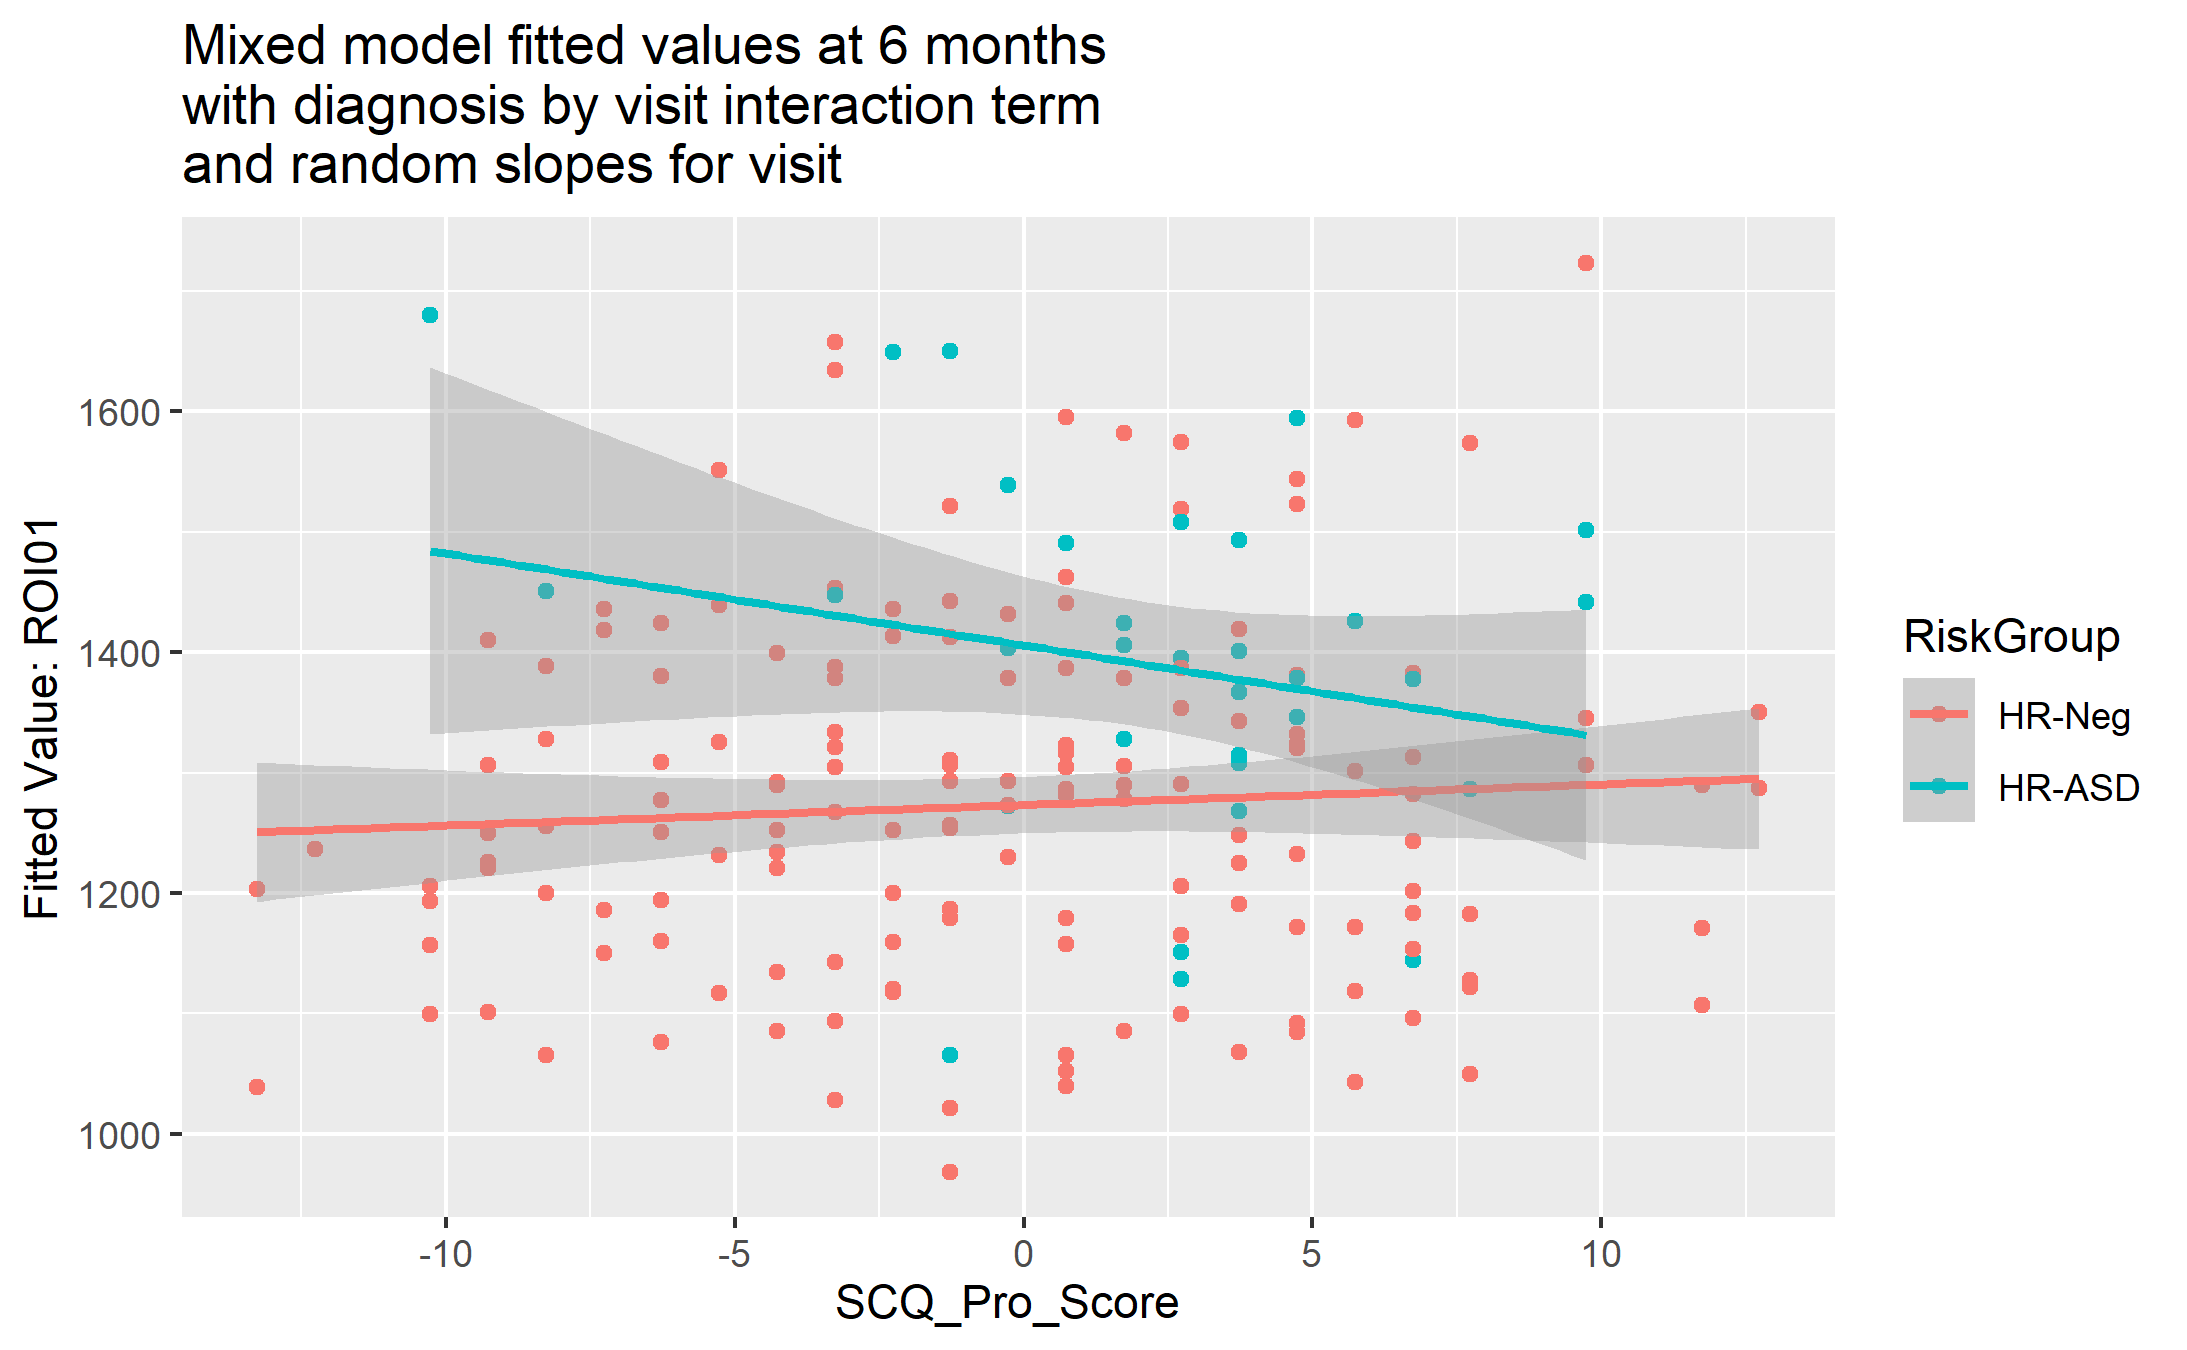 Mixed model fitted values at 6 months
with diagnosis by visit interaction term
and random slopes for visit
Fitted Value: ROI01
1600
1400
1200
1000
-10
-5
0
5
10
SCQ_Pro_Score
RiskGroup
HR-Neg
HR-ASD